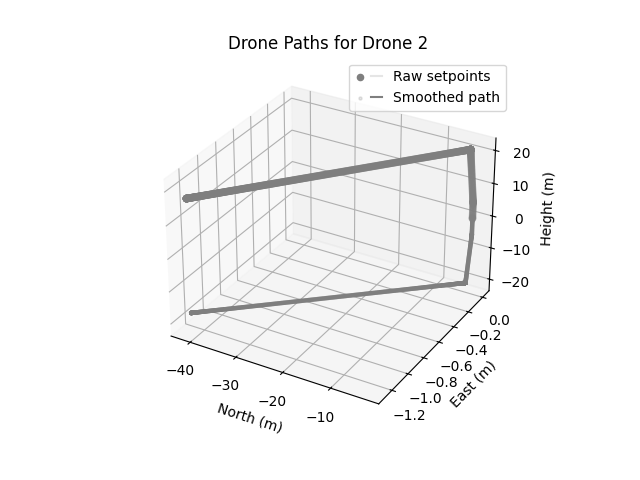 Drone Paths for Drone 2
Raw setpoints
Smoothed path
20
10
0
−10
−20
Height (m)
0.0
−0.2
−0.4
−0.6
−0.8
−1.0
−1.2
East (m)
−40
−30
−20
−10
North (m)